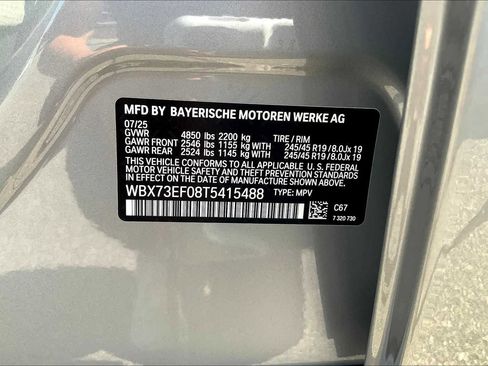 MFD BY BAYERISCHE MOTOREN WERKE AG
07/25
GVWR 4850 lbs 2200 kg TIRE / RIM
GAWR FRONT 2546 lbs 1155 kg 245/45 R19 / 8.0Jx 19
GAWR REAR 2524 lbs 1145 kg 245/45 R19 / 8.0Jx 19
THIS VEHICLE CONFORMS TO ALL APPLICABLE U.S. FEDERAL
MOTOR VEHICLE SAFETY, BUMPER, AND THEFT PREVENTION
STANDARDS IN EFFECT ON THE DATE OF MANUFACTURE
SHOWN ABOVE.
WBX73EF08T5415488 TYPE: MPV
C67
7 320 730